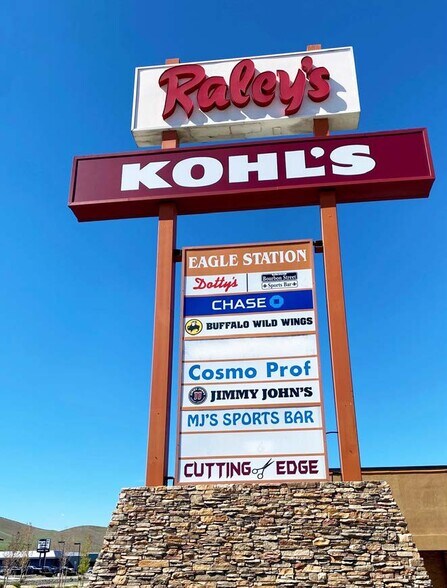 Raley's
KOHL'S
EAGLE STATION
Dotty's
Bourbon Street
Sports Bar
CHASE
BUFFALO WILD WINGS
Cosmo Prof
JIMMY JOHN'S
MJ'S SPORTS BAR
CUTTING EDGE